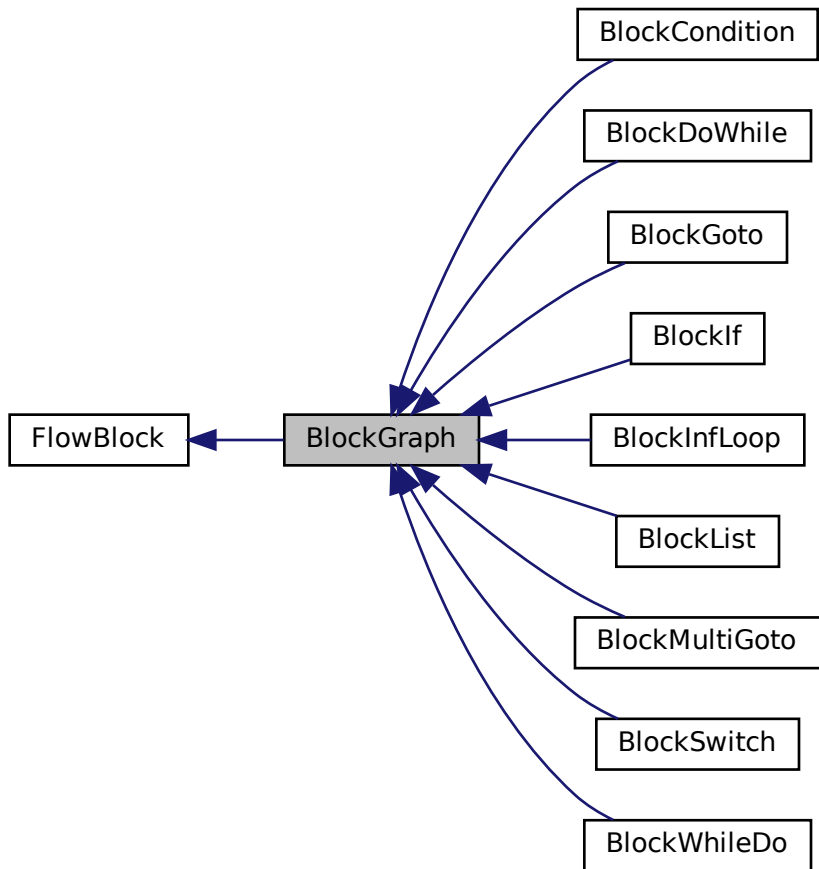 BlockCondition
BlockDoWhile
BlockGoto
BlockIf
FlowBlock
BlockGraph
BlockInfLoop
BlockList
BlockMultiGoto
BlockSwitch
BlockWhileDo